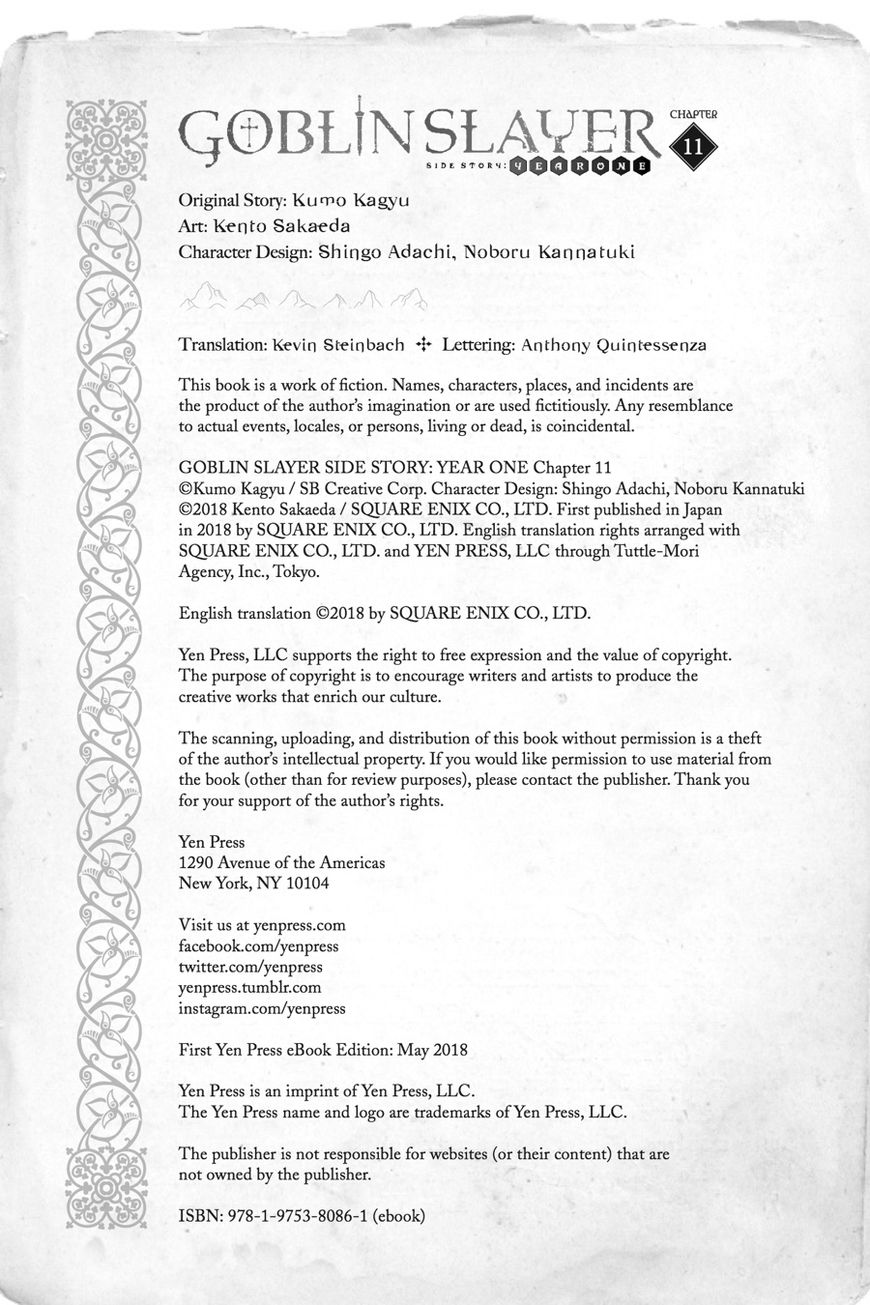 GOBLIN SLAYER
SIDE STORY: YEAR ONE
CHAPTER
11
Original Story: Kumo Kagyu
Art: Kento Sakaeda
Character Design: Shingo Adachi, Noboru Kannatuki
Translation: Kevin Steinbach ✣ Lettering: Anthony Quintessenza
This book is a work of fiction. Names, characters, places, and incidents are
the product of the author’s imagination or are used fictitiously. Any resemblance
to actual events, locales, or persons, living or dead, is coincidental.
GOBLIN SLAYER SIDE STORY: YEAR ONE Chapter 11
©Kumo Kagyu / SB Creative Corp. Character Design: Shingo Adachi, Noboru Kannatuki
©2018 Kento Sakaeda / SQUARE ENIX CO., LTD. First published in Japan
in 2018 by SQUARE ENIX CO., LTD. English translation rights arranged with
SQUARE ENIX CO., LTD. and YEN PRESS, LLC through Tuttle-Mori
Agency, Inc., Tokyo.
English translation ©2018 by SQUARE ENIX CO., LTD.
Yen Press, LLC supports the right to free expression and the value of copyright.
The purpose of copyright is to encourage writers and artists to produce the
creative works that enrich our culture.
The scanning, uploading, and distribution of this book without permission is a theft
of the author’s intellectual property. If you would like permission to use material from
the book (other than for review purposes), please contact the publisher. Thank you
for your support of the author’s rights.
Yen Press
1290 Avenue of the Americas
New York, NY 10104
Visit us at yenpress.com
facebook.com/yenpress
twitter.com/yenpress
yenpress.tumblr.com
instagram.com/yenpress
First Yen Press eBook Edition: May 2018
Yen Press is an imprint of Yen Press, LLC.
The Yen Press name and logo are trademarks of Yen Press, LLC.
The publisher is not responsible for websites (or their content) that are
not owned by the publisher.
ISBN: 978-1-9753-8086-1 (ebook)